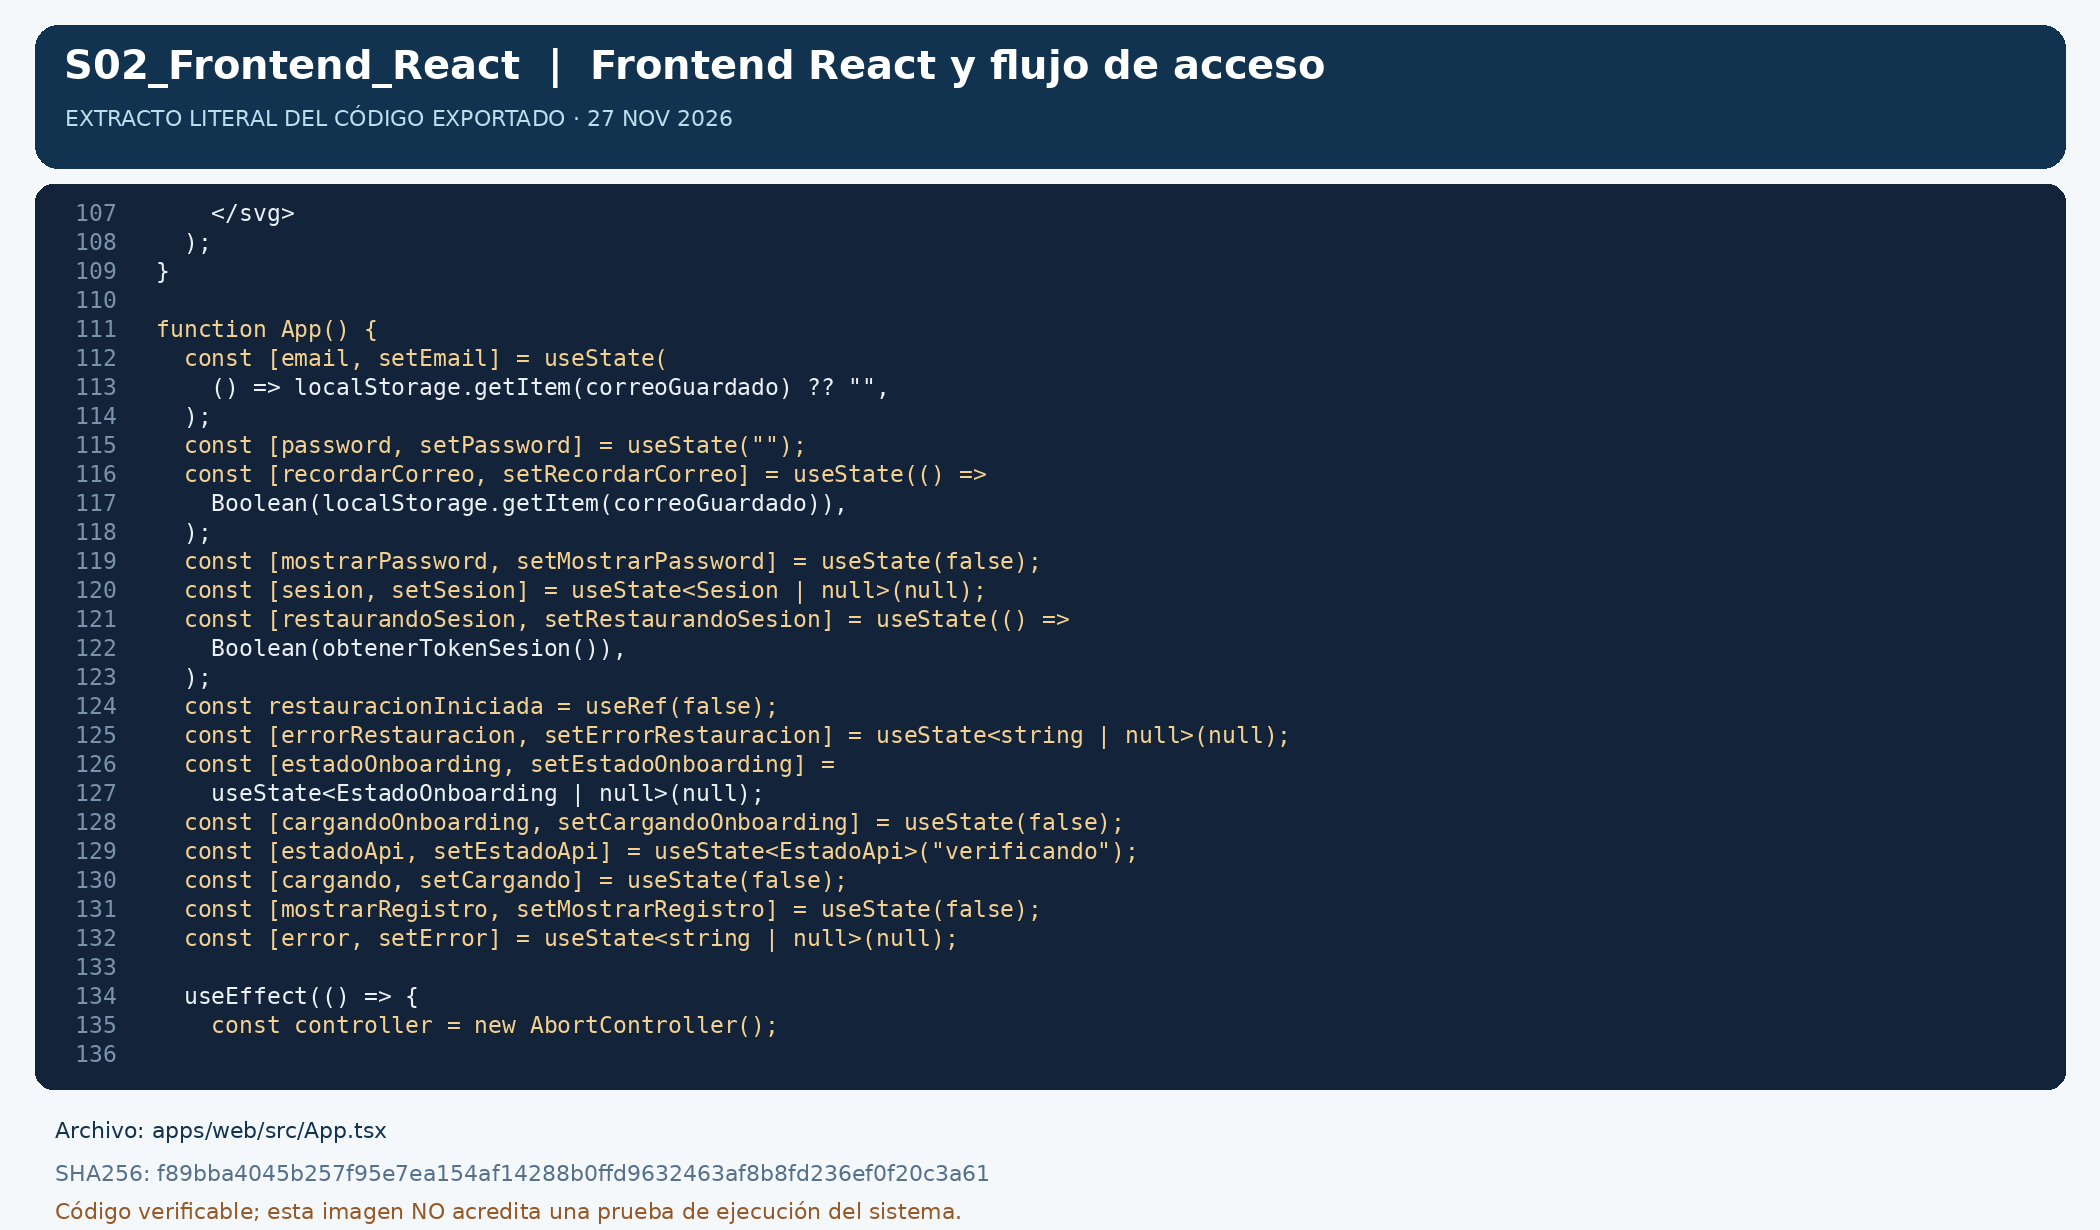 S02_Frontend_React | Frontend React y flujo de acceso
EXTRACTO LITERAL DEL CÓDIGO EXPORTADO · 27 NOV 2026
107       </svg>
108     );
109   }
110
111   function App() {
112     const [email, setEmail] = useState(
113       () => localStorage.getItem(correoGuardado) ?? "",
114     );
115     const [password, setPassword] = useState("");
116     const [recordarCorreo, setRecordarCorreo] = useState(() =>
117       Boolean(localStorage.getItem(correoGuardado)),
118     );
119     const [mostrarPassword, setMostrarPassword] = useState(false);
120     const [sesion, setSesion] = useState<Sesion | null>(null);
121     const [restaurandoSesion, setRestaurandoSesion] = useState(() =>
122       Boolean(obtenerTokenSesion()),
123     );
124     const restauracionIniciada = useRef(false);
125     const [errorRestauracion, setErrorRestauracion] = useState<string | null>(null);
126     const [estadoOnboarding, setEstadoOnboarding] =
127       useState<EstadoOnboarding | null>(null);
128     const [cargandoOnboarding, setCargandoOnboarding] = useState(false);
129     const [estadoApi, setEstadoApi] = useState<EstadoApi>("verificando");
130     const [cargando, setCargando] = useState(false);
131     const [mostrarRegistro, setMostrarRegistro] = useState(false);
132     const [error, setError] = useState<string | null>(null);
133
134     useEffect(() => {
135       const controller = new AbortController();
136
Archivo: apps/web/src/App.tsx
SHA256: f89bba4045b257f95e7ea154af14288b0ffd9632463af8b8fd236ef0f20c3a61
Código verificable; esta imagen NO acredita una prueba de ejecución del sistema.